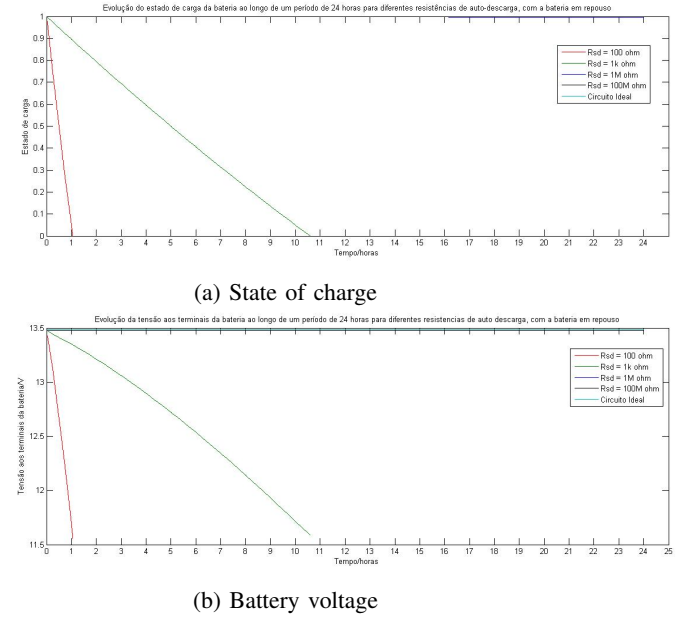 Evolução do estado de carga da bateria ao longo de um período de 24 horas para diferentes resistências de auto-descarga, com a bateria em repouso
1
0.9
0.8
0.7
0.6
0.5
0.4
0.3
0.2
0.1
0
Estado de carga
Rsd = 100 ohm
Rsd = 1k ohm
Rsd = 1M ohm
Rsd = 100M ohm
Circuito Ideal
0 1 2 3 4 5 6 7 8 9 10 11 12 13 14 15 16 17 18 19 20 21 22 23 24
Tempo/horas
(a) State of charge
Evolução da tensão aos terminais da bateria ao longo de um período de 24 horas para diferentes resistencias de auto descarga, com a bateria em repouso
13.5
13
12.5
12
11.5
Tensão aos terminais da bateria/V
Rsd = 100 ohm
Rsd = 1k ohm
Rsd = 1M ohm
Rsd = 100M ohm
Circuito Ideal
0 1 2 3 4 5 6 7 8 9 10 11 12 13 14 15 16 17 18 19 20 21 22 23 24 25
Tempo/horas
(b) Battery voltage